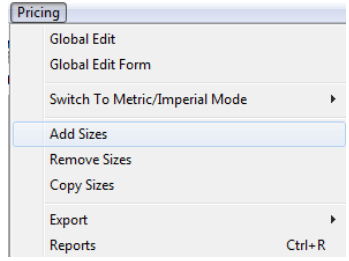 Pricing
Global Edit
Global Edit Form
Switch To Metric/Imperial Mode
Add Sizes
Remove Sizes
Copy Sizes
Export
Reports Ctrl+R